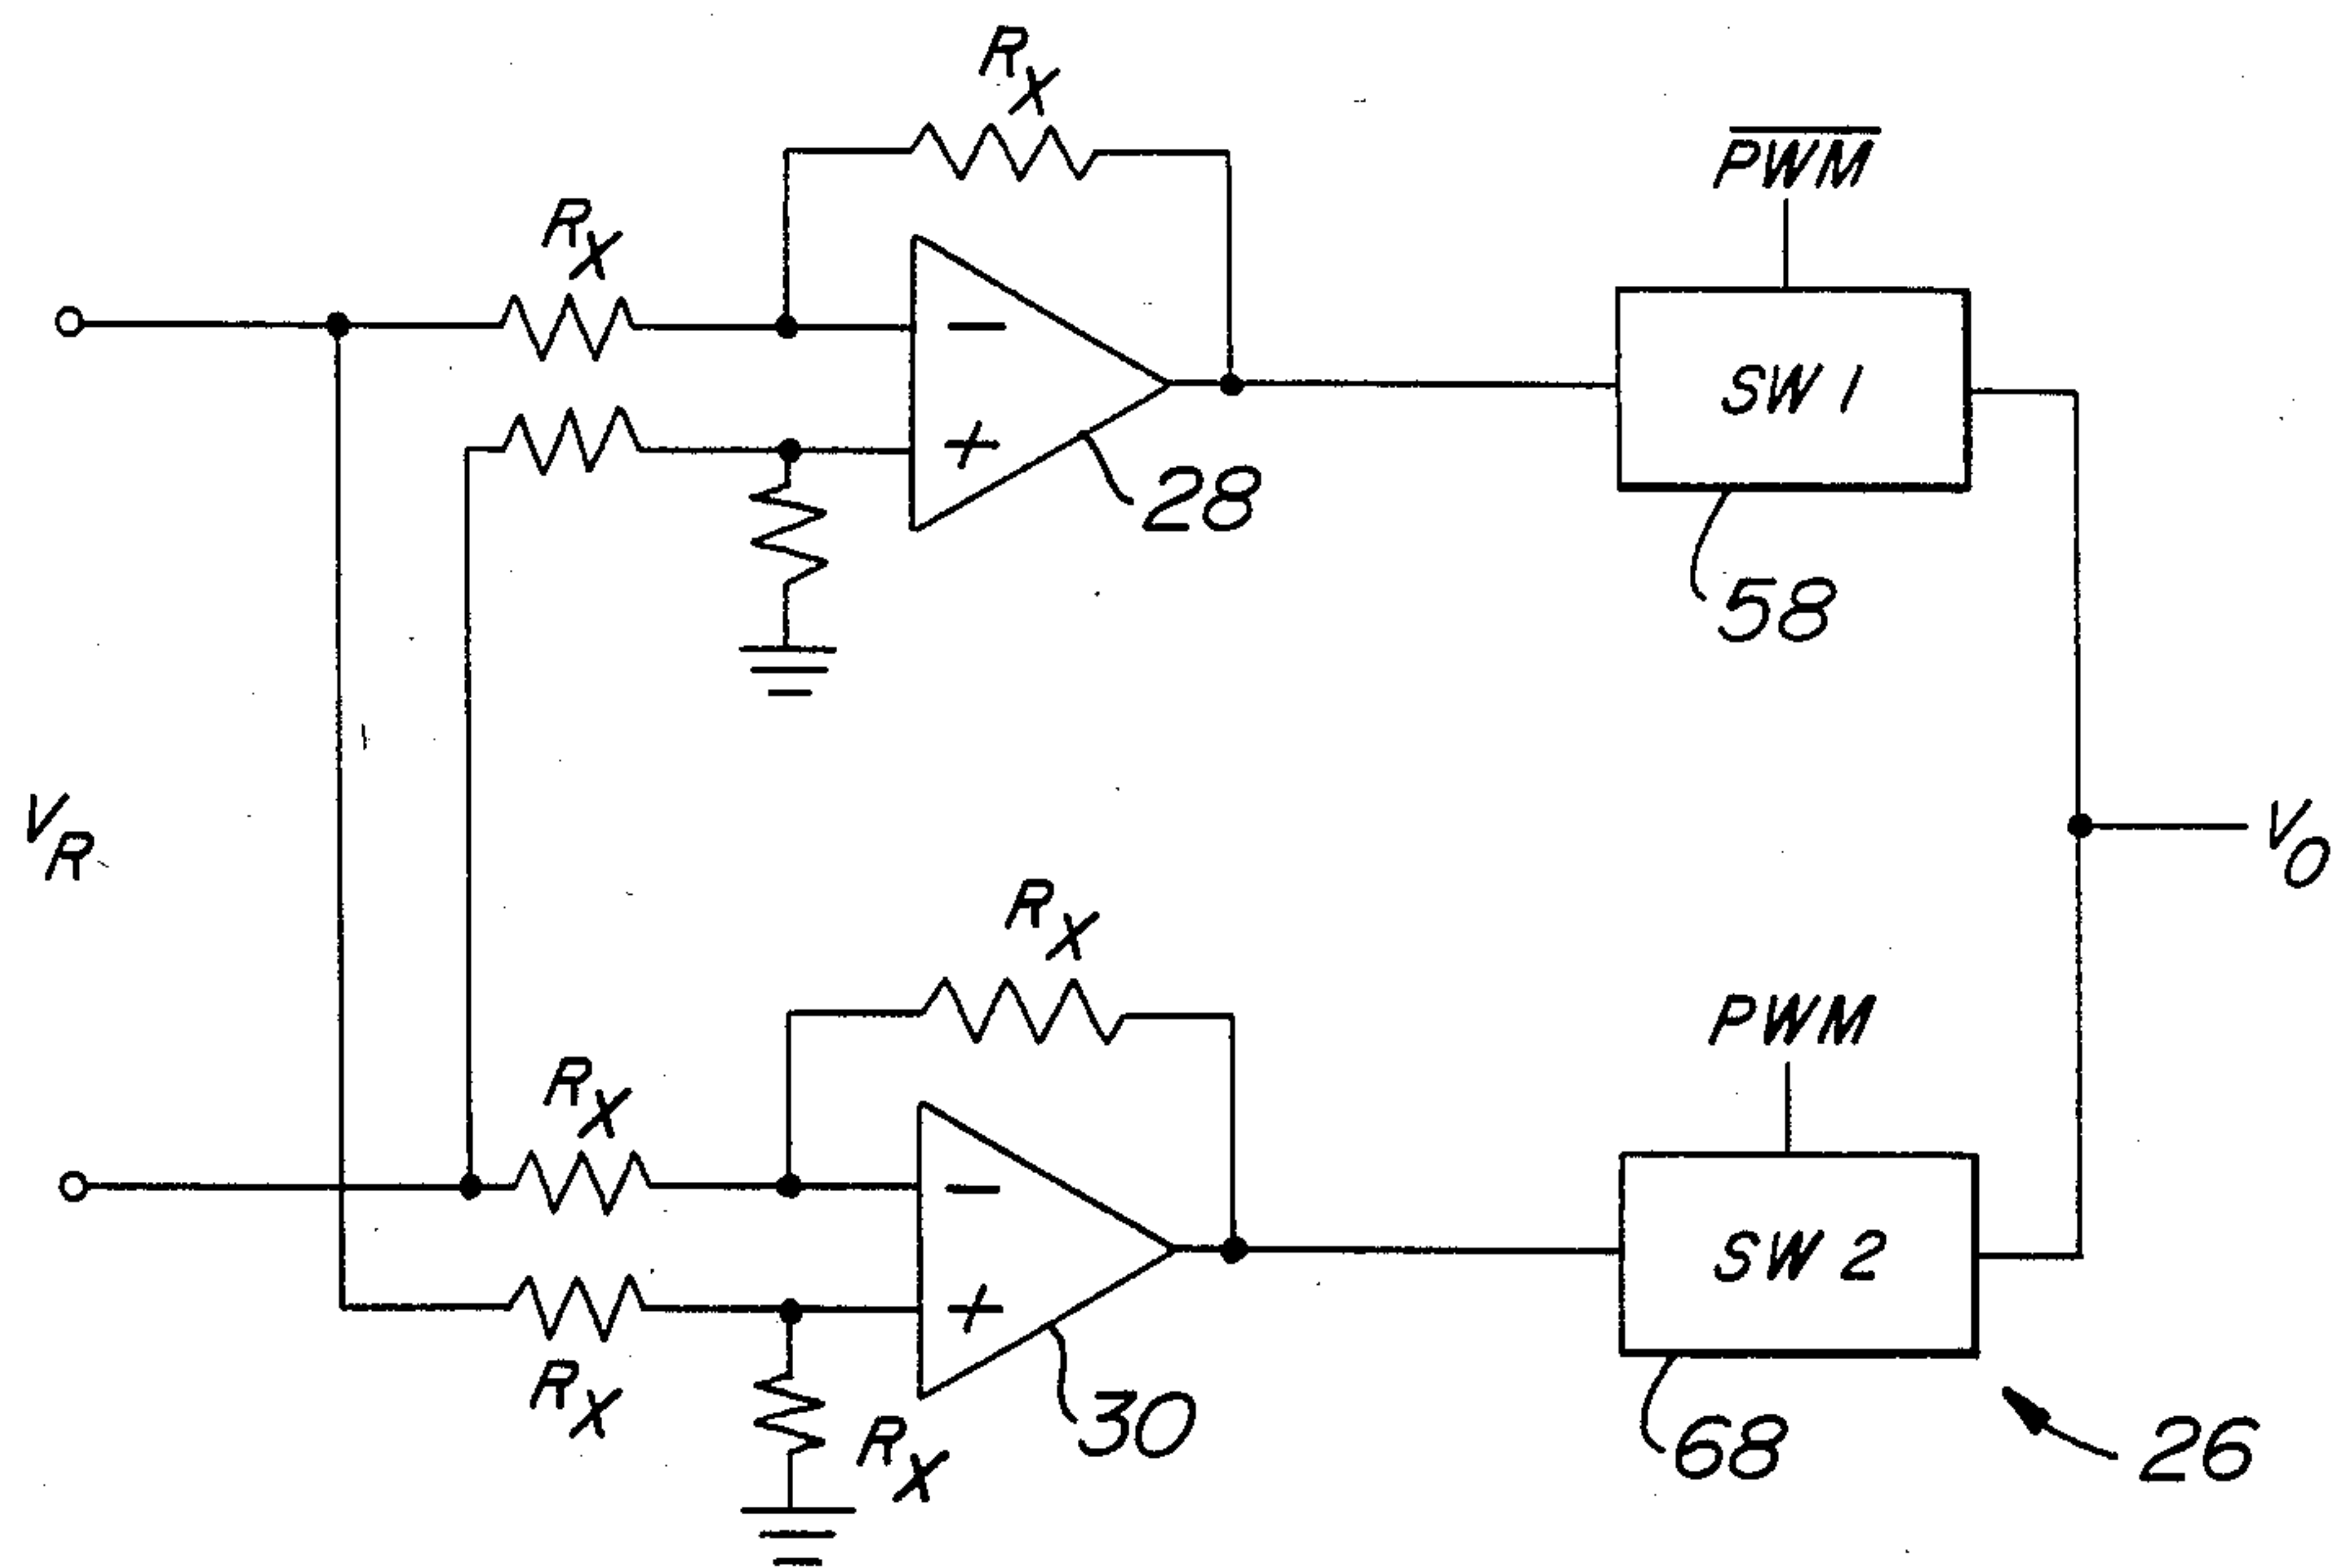 R_X
R_X
PWM
−
+
28
SW 1
58
V_R
V_O
R_X
R_X
PWM
−
+
SW 2
R_X
R_X
30
68
26